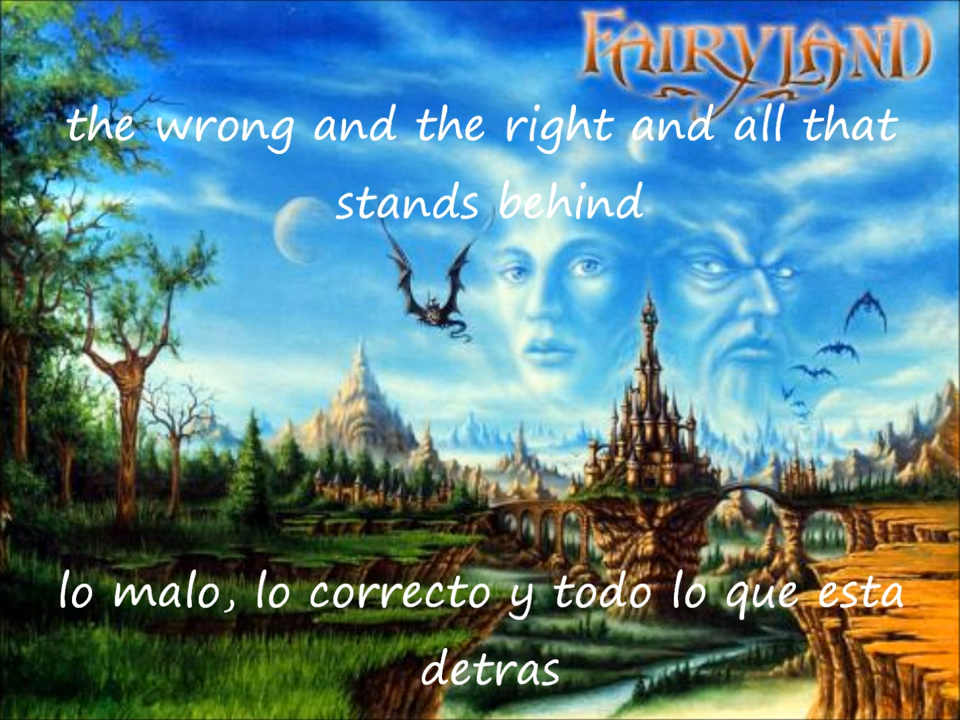 FAIRYLAND
the wrong and the right and all that
stands behind
lo malo, lo correcto y todo lo que esta
detras